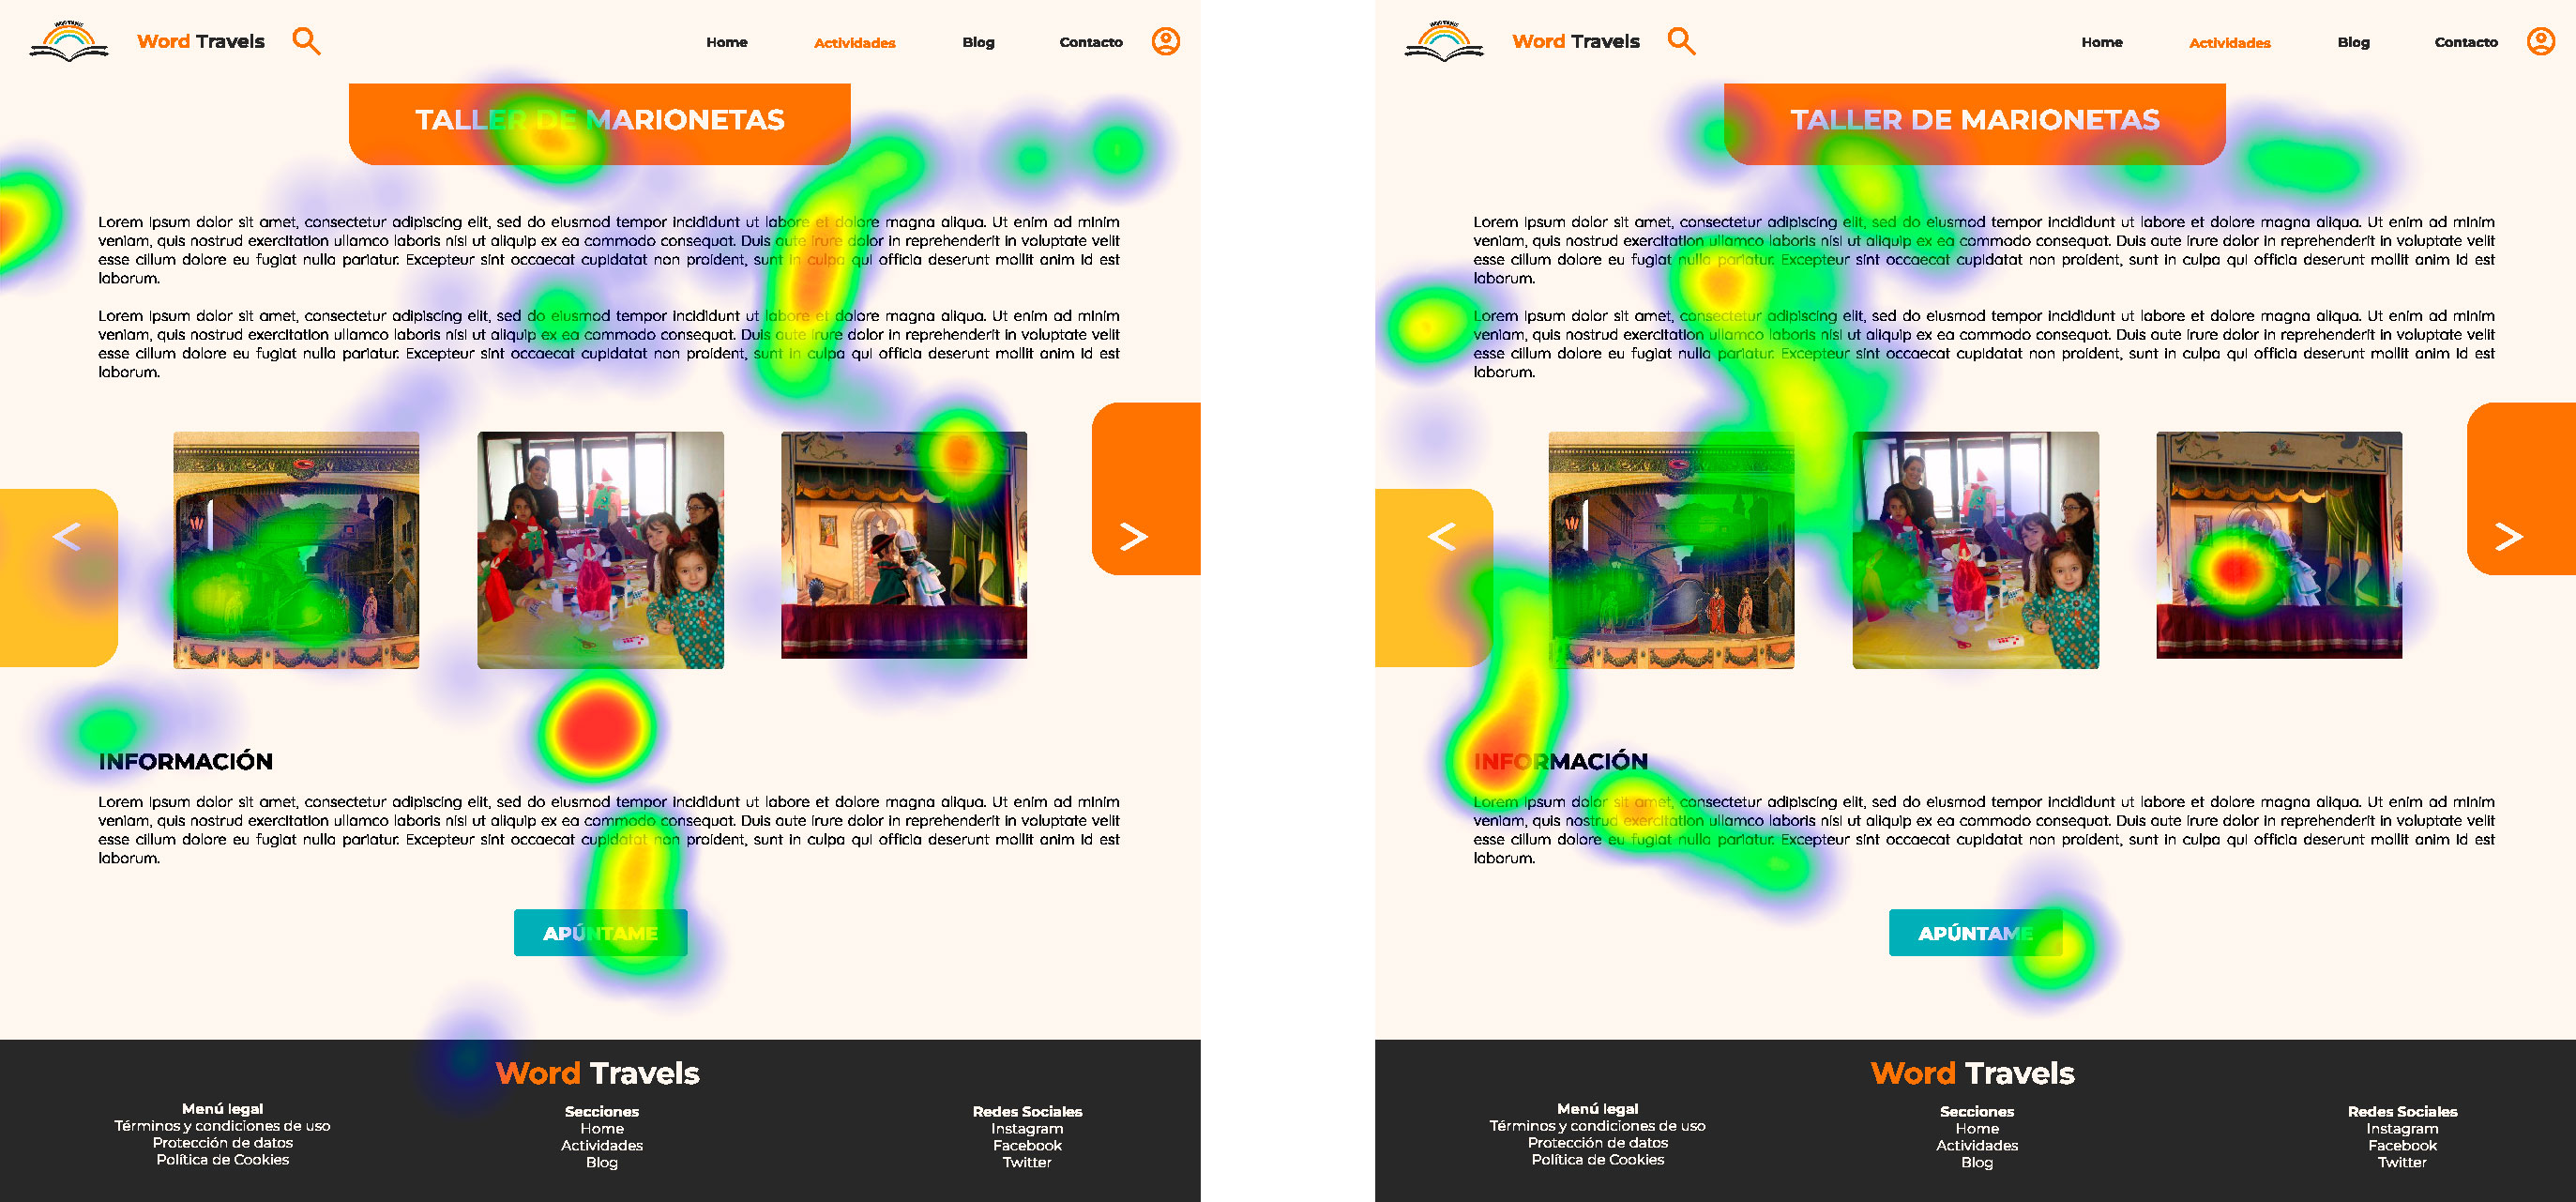 WORD TRAVELS
Word Travels
Home Actividades Blog Contacto
TALLER DE MARIONETAS
Lorem ipsum dolor sit amet, consectetur adipiscing elit, sed do eiusmod tempor incididunt ut labore et dolore magna aliqua. Ut enim ad minim
veniam, quis nostrud exercitation ullamco laboris nisi ut aliquip ex ea commodo consequat. Duis aute irure dolor in reprehenderit in voluptate velit
esse cillum dolore eu fugiat nulla pariatur. Excepteur sint occaecat cupidatat non proident, sunt in culpa qui officia deserunt mollit anim id est
laborum.
Lorem ipsum dolor sit amet, consectetur adipiscing elit, sed do eiusmod tempor incididunt ut labore et dolore magna aliqua. Ut enim ad minim
veniam, quis nostrud exercitation ullamco laboris nisi ut aliquip ex ea commodo consequat. Duis aute irure dolor in reprehenderit in voluptate velit
esse cillum dolore eu fugiat nulla pariatur. Excepteur sint occaecat cupidatat non proident, sunt in culpa qui officia deserunt mollit anim id est
laborum.
< >
INFORMACIÓN
Lorem ipsum dolor sit amet, consectetur adipiscing elit, sed do eiusmod tempor incididunt ut labore et dolore magna aliqua. Ut enim ad minim
veniam, quis nostrud exercitation ullamco laboris nisi ut aliquip ex ea commodo consequat. Duis aute irure dolor in reprehenderit in voluptate velit
esse cillum dolore eu fugiat nulla pariatur. Excepteur sint occaecat cupidatat non proident, sunt in culpa qui officia deserunt mollit anim id est
laborum.
APÚNTAME
Word Travels
Menú legal
Términos y condiciones de uso
Protección de datos
Política de Cookies
Secciones
Home
Actividades
Blog
Redes Sociales
Instagram
Facebook
Twitter
WORD TRAVELS
Word Travels
Home Actividades Blog Contacto
TALLER DE MARIONETAS
Lorem ipsum dolor sit amet, consectetur adipiscing elit, sed do eiusmod tempor incididunt ut labore et dolore magna aliqua. Ut enim ad minim
veniam, quis nostrud exercitation ullamco laboris nisi ut aliquip ex ea commodo consequat. Duis aute irure dolor in reprehenderit in voluptate velit
esse cillum dolore eu fugiat nulla pariatur. Excepteur sint occaecat cupidatat non proident, sunt in culpa qui officia deserunt mollit anim id est
laborum.
Lorem ipsum dolor sit amet, consectetur adipiscing elit, sed do eiusmod tempor incididunt ut labore et dolore magna aliqua. Ut enim ad minim
veniam, quis nostrud exercitation ullamco laboris nisi ut aliquip ex ea commodo consequat. Duis aute irure dolor in reprehenderit in voluptate velit
esse cillum dolore eu fugiat nulla pariatur. Excepteur sint occaecat cupidatat non proident, sunt in culpa qui officia deserunt mollit anim id est
laborum.
< >
INFORMACIÓN
Lorem ipsum dolor sit amet, consectetur adipiscing elit, sed do eiusmod tempor incididunt ut labore et dolore magna aliqua. Ut enim ad minim
veniam, quis nostrud exercitation ullamco laboris nisi ut aliquip ex ea commodo consequat. Duis aute irure dolor in reprehenderit in voluptate velit
esse cillum dolore eu fugiat nulla pariatur. Excepteur sint occaecat cupidatat non proident, sunt in culpa qui officia deserunt mollit anim id est
laborum.
APÚNTAME
Word Travels
Menú legal
Términos y condiciones de uso
Protección de datos
Política de Cookies
Secciones
Home
Actividades
Blog
Redes Sociales
Instagram
Facebook
Twitter